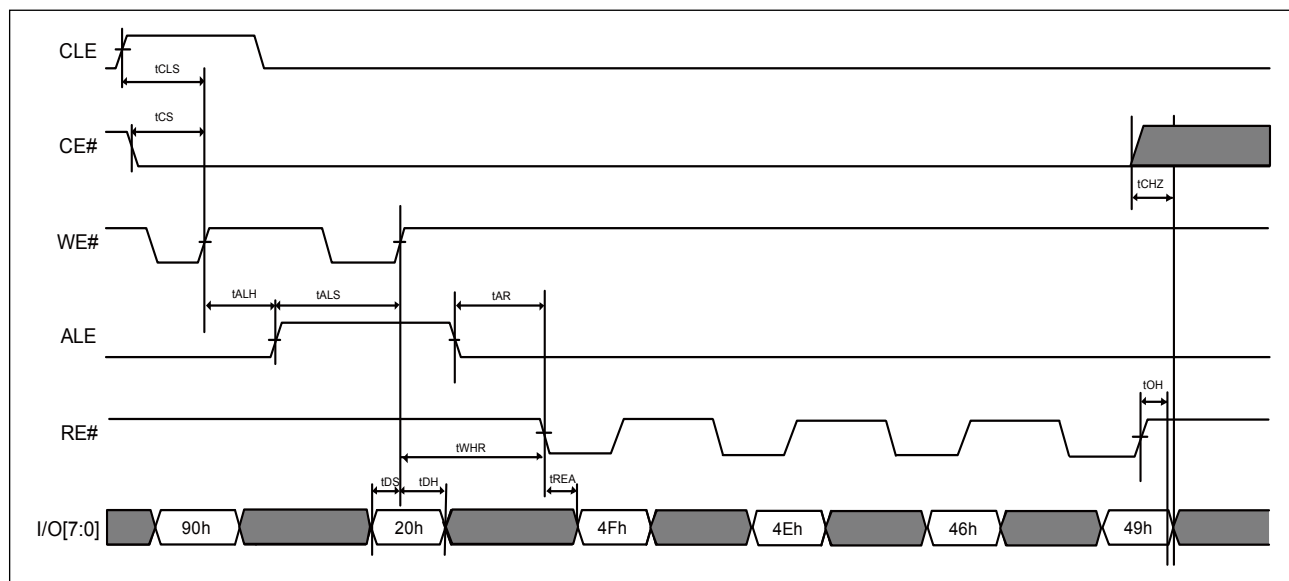 CLE
tCLS
CE#
tCS
tCHZ
WE#
tALH tALS tAR
ALE
tOH
RE#
tWHR
tDS tDH tREA
I/O[7:0] 90h 20h 4Fh 4Eh 46h 49h